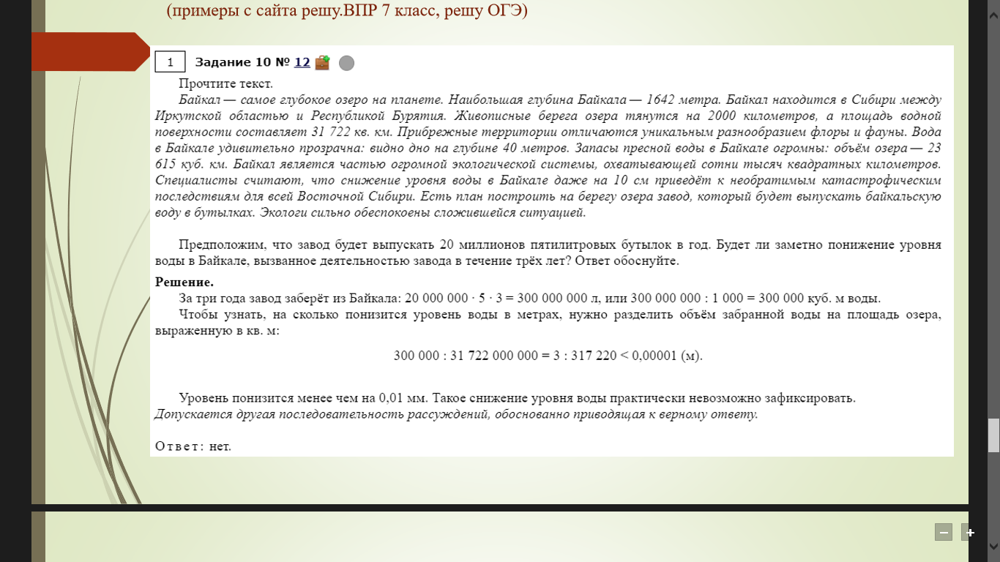 (примеры с сайта решу.ВПР 7 класс, решу ОГЭ)
1 Задание 10 № 12
Прочтите текст.
Байкал — самое глубокое озеро на планете. Наибольшая глубина Байкала — 1642 метра. Байкал находится в Сибири между
Иркутской областью и Республикой Бурятия. Живописные берега озера тянутся на 2000 километров, а площадь водной
поверхности составляет 31 722 кв. км. Прибрежные территории отличаются уникальным разнообразием флоры и фауны. Вода
в Байкале удивительно прозрачна: видно дно на глубине 40 метров. Запасы пресной воды в Байкале огромны: объём озера — 23
615 куб. км. Байкал является частью огромной экологической системы, охватывающей сотни тысяч квадратных километров.
Специалисты считают, что снижение уровня воды в Байкале даже на 10 см приведёт к необратимым катастрофическим
последствиям для всей Восточной Сибири. Есть план построить на берегу озера завод, который будет выпускать байкальскую
воду в бутылках. Экологи сильно обеспокоены сложившейся ситуацией.
Предположим, что завод будет выпускать 20 миллионов пятилитровых бутылок в год. Будет ли заметно понижение уровня
воды в Байкале, вызванное деятельностью завода в течение трёх лет? Ответ обоснуйте.
Решение.
За три года завод заберёт из Байкала: 20 000 000 · 5 · 3 = 300 000 000 л, или 300 000 000 : 1 000 = 300 000 куб. м воды.
Чтобы узнать, на сколько понизится уровень воды в метрах, нужно разделить объём забранной воды на площадь озера,
выраженную в кв. м:
300 000 : 31 722 000 000 = 3 : 317 220 < 0,00001 (м).
Уровень понизится менее чем на 0,01 мм. Такое снижение уровня воды практически невозможно зафиксировать.
Допускается другая последовательность рассуждений, обоснованно приводящая к верному ответу.
Ответ: нет.